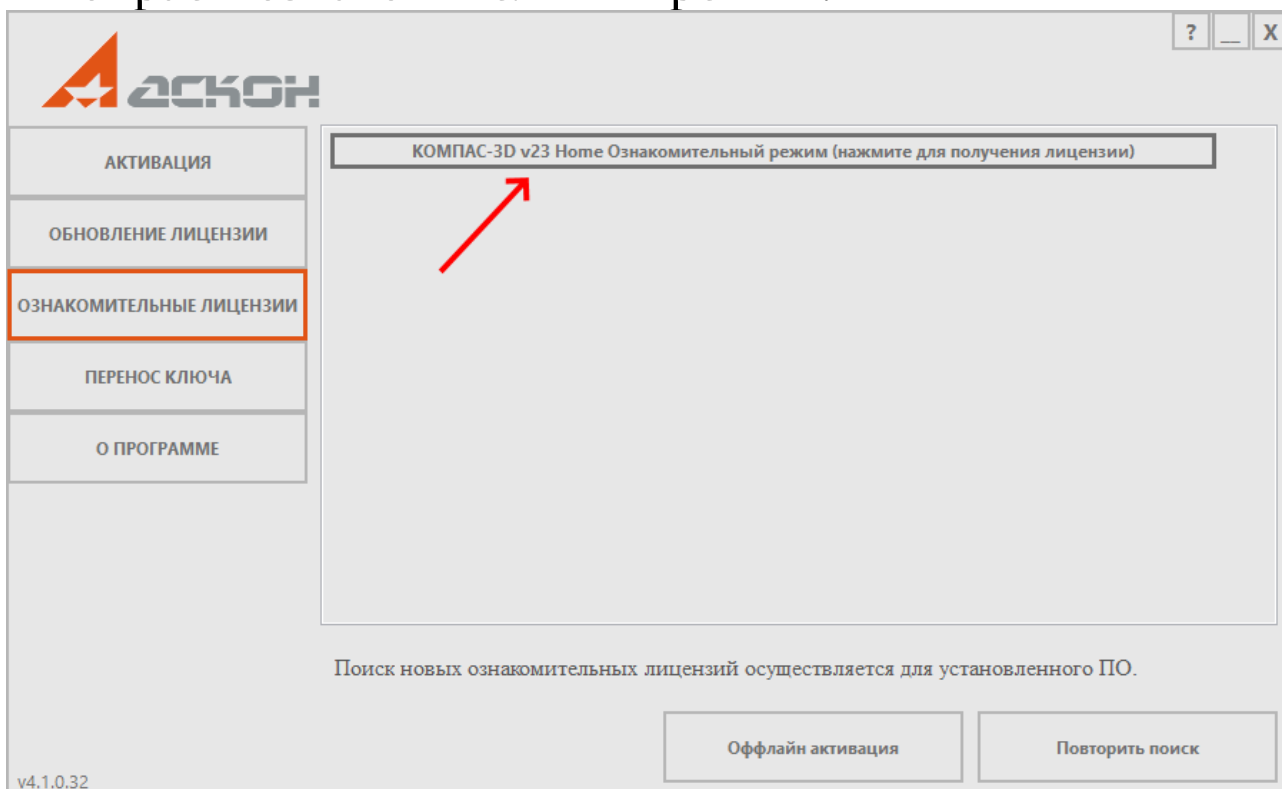 ? __ X
АСКОН
АКТИВАЦИЯ
ОБНОВЛЕНИЕ ЛИЦЕНЗИИ
ОЗНАКОМИТЕЛЬНЫЕ ЛИЦЕНЗИИ
ПЕРЕНОС КЛЮЧА
О ПРОГРАММЕ
КОМПАС-3D v23 Home Ознакомительный режим (нажмите для получения лицензии)
Поиск новых ознакомительных лицензий осуществляется для установленного ПО.
Оффлайн активация
Повторить поиск
v4.1.0.32